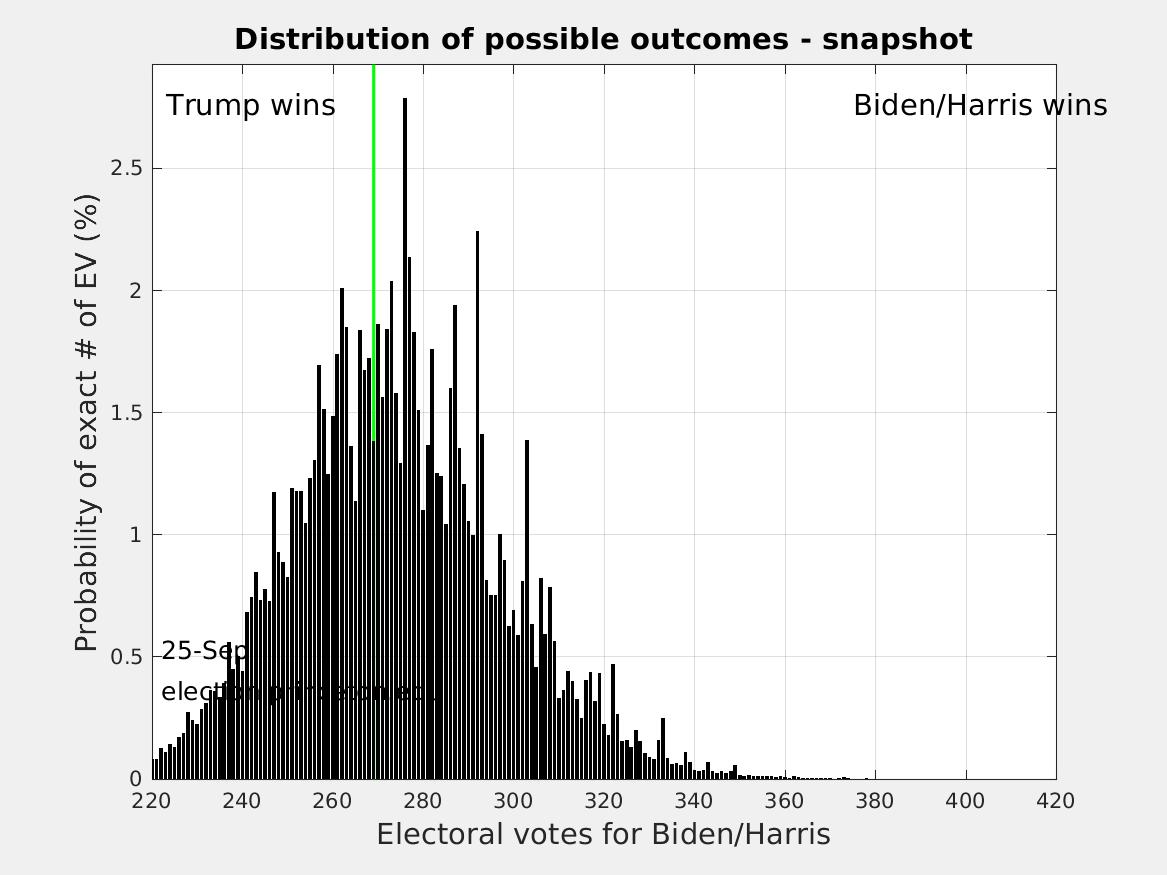 Distribution of possible outcomes - snapshot
Trump wins
Biden/Harris wins
Probability of exact # of EV (%)
2.5
2
1.5
1
0.5
0
25-Sep
220 240 260 280 300 320 340 360 380 400 420
Electoral votes for Biden/Harris